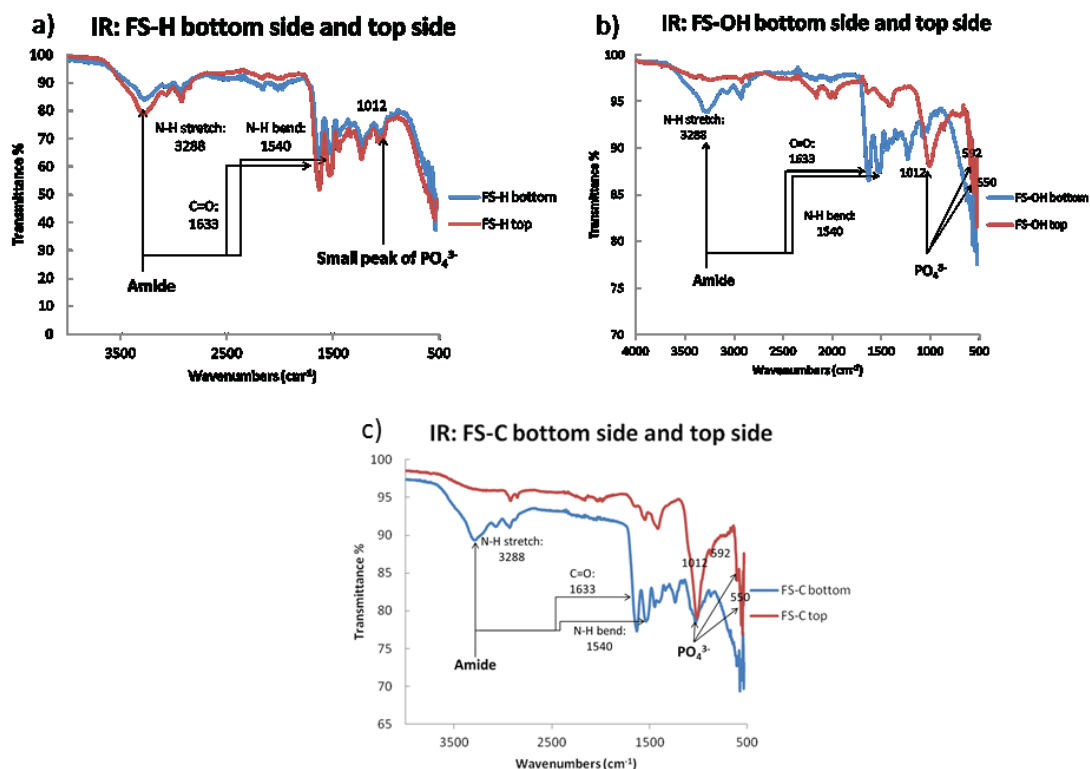 a)
IR: FS-H bottom side and top side
Transmittance %
100
90
80
70
60
50
40
30
20
10
0
1012
N-H stretch:
3288
N-H bend:
1540
C=O:
1633
FS-H bottom
FS-H top
Small peak of PO₄³⁻
Amide
3500
2500
1500
500
Wavenumbers (cm⁻¹)
b)
IR: FS-OH bottom side and top side
Transmittance %
100
95
90
85
80
75
70
N-H stretch:
3288
C=O:
1633
1012
592
550
FS-OH bottom
FS-OH top
N-H bend:
1540
Amide
PO₄³⁻
4000
3500
3000
2500
2000
1500
1000
500
Wavenumbers (cm⁻¹)
c)
IR: FS-C bottom side and top side
Transmittance %
100
95
90
85
80
75
70
65
N-H stretch:
3288
1012
592
C=O:
1633
550
FS-C bottom
FS-C top
N-H bend:
1540
Amide
PO₄³⁻
3500
2500
1500
500
Wavenumbers (cm⁻¹)